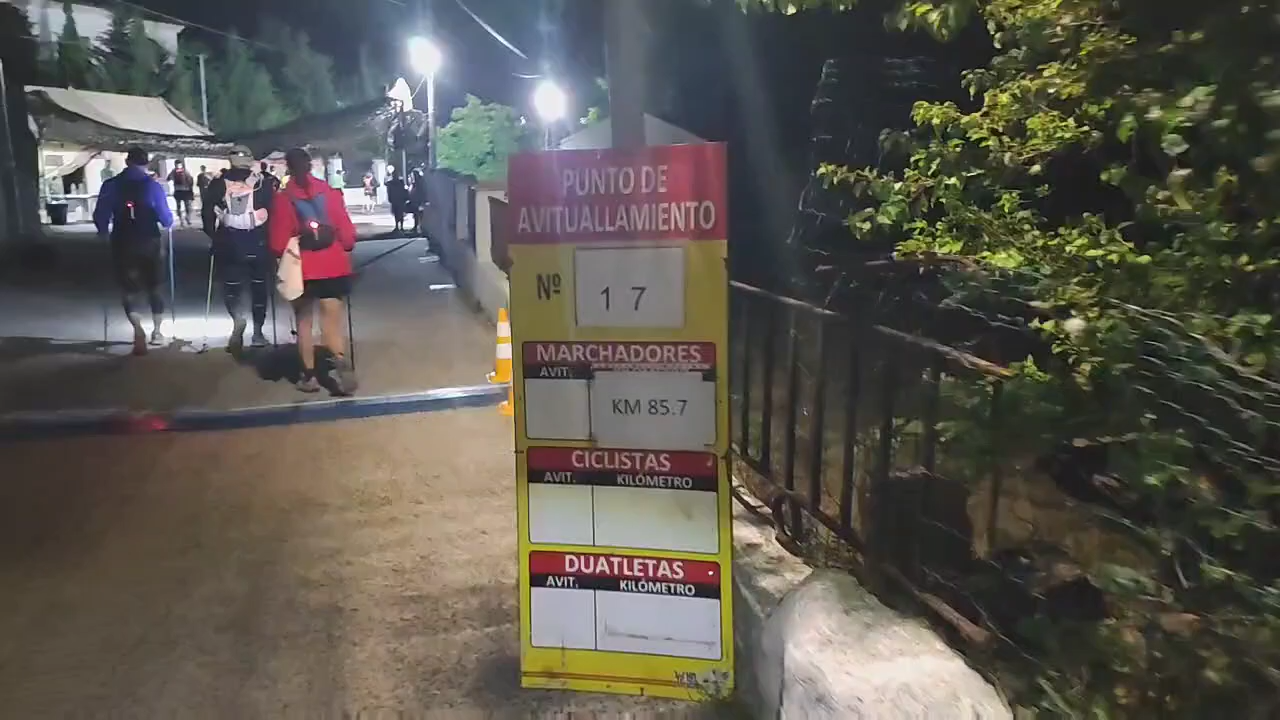 PUNTO DE
AVITUALLAMIENTO
Nº 1 7
MARCHADORES
AVIT.
KM 85.7
CICLISTAS
AVIT. KILÓMETRO
DUATLETAS
AVIT. KILÓMETRO